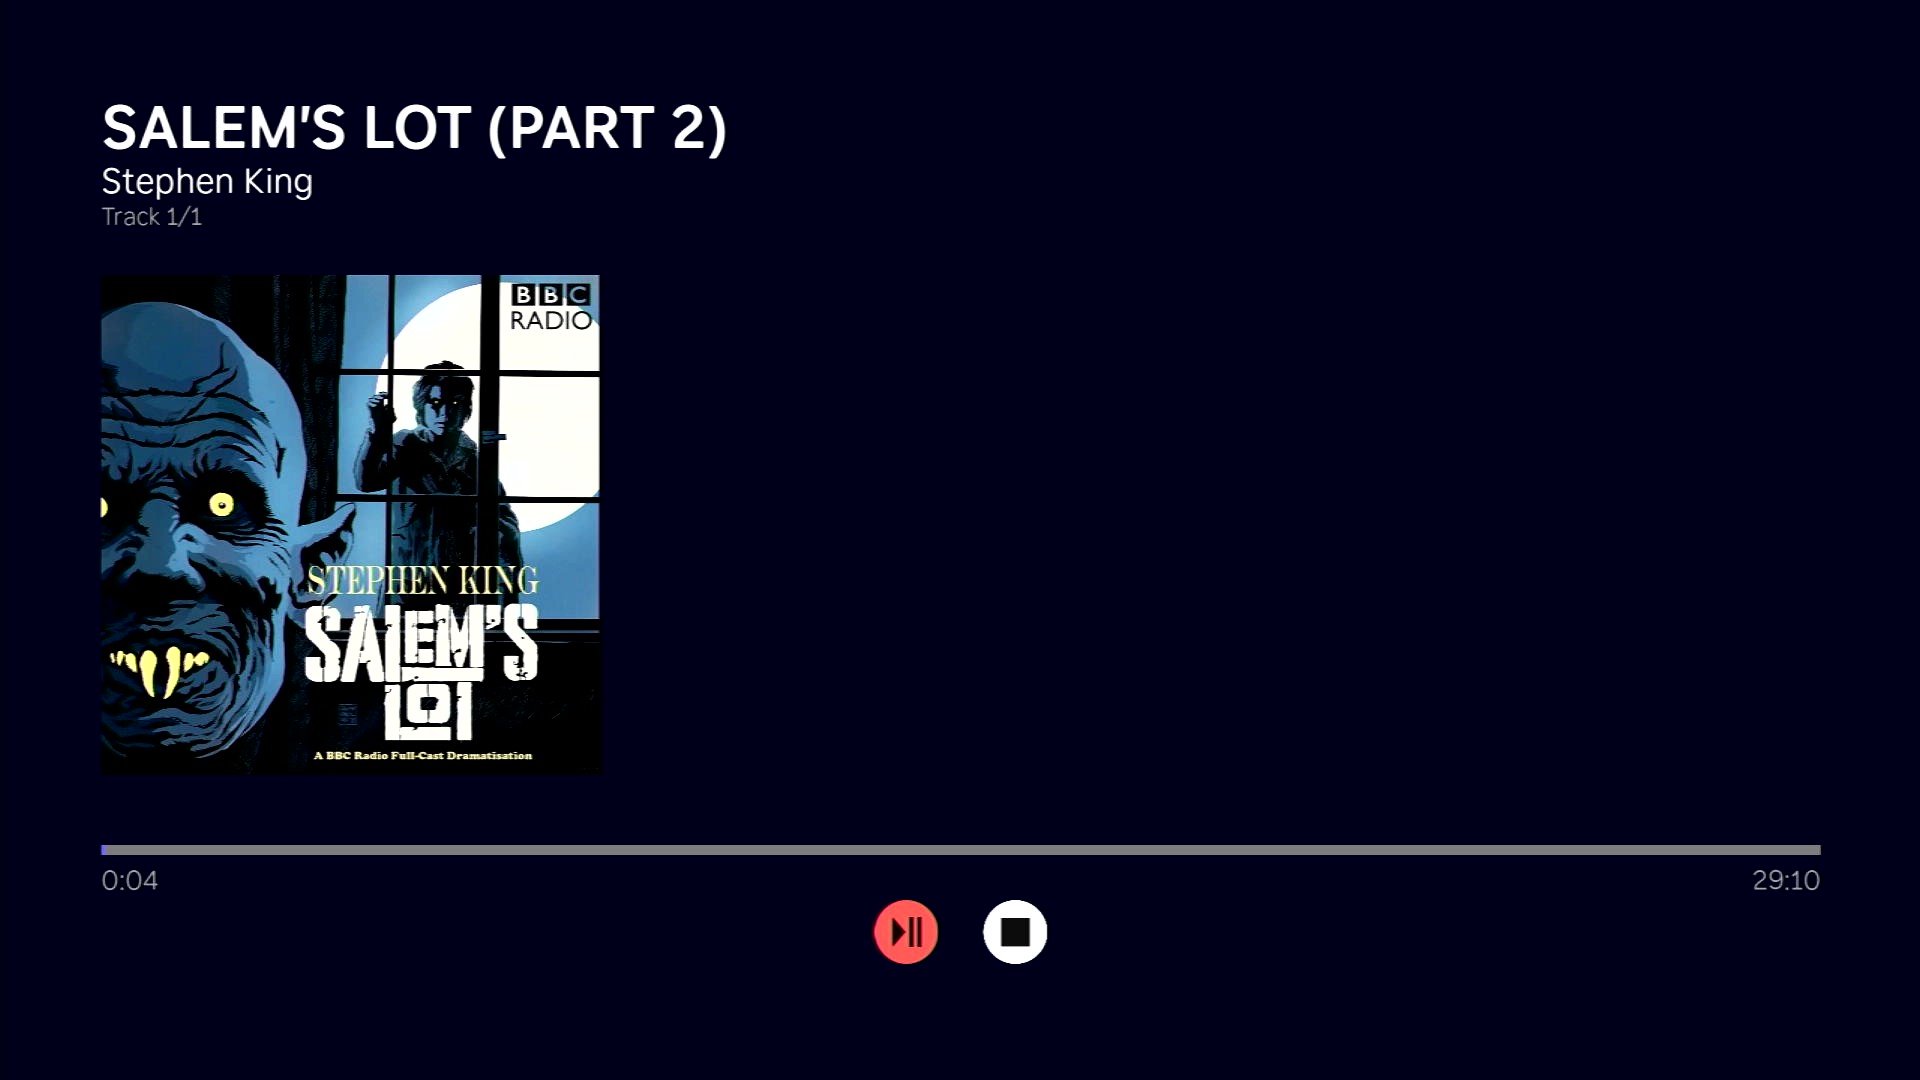 SALEM'S LOT (PART 2)
Stephen King
Track 1/1
BBC
RADIO
STEPHEN KING
SALEM'S
LOT
A BBC Radio Full-Cast Dramatisation
0:04
29:10